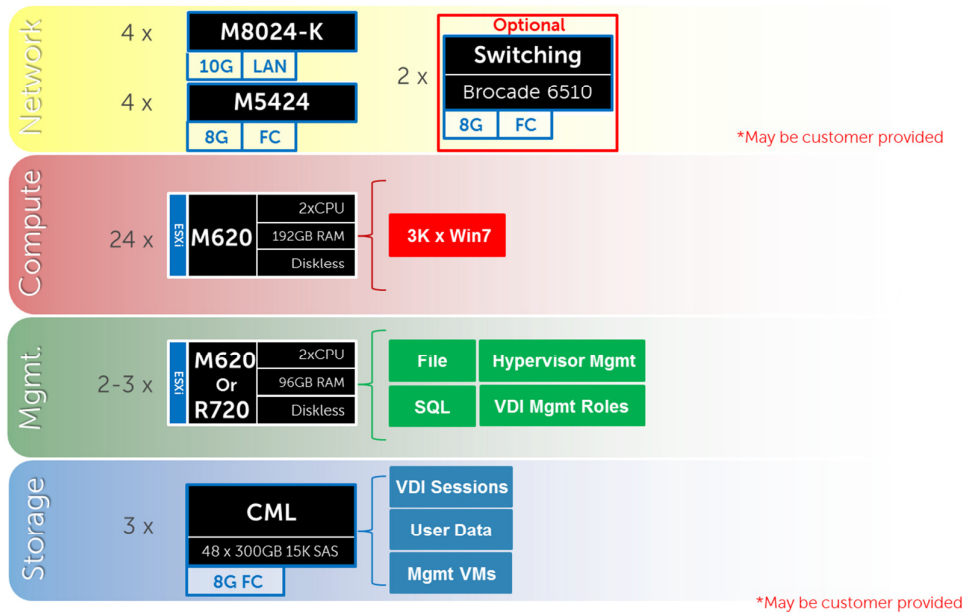 Network
4 x
M8024-K
10G LAN
4 x
M5424
8G FC
2 x
Optional
Switching
Brocade 6510
8G FC
*May be customer provided
Compute
24 x
ESXi
M620
2xCPU
192GB RAM
Diskless
3K x Win7
Mgmt.
2-3 x
ESXi
M620
Or
R720
2xCPU
96GB RAM
Diskless
File
Hypervisor Mgmt
SQL
VDI Mgmt Roles
Storage
3 x
CML
48 x 300GB 15K SAS
8G FC
VDI Sessions
User Data
Mgmt VMs
*May be customer provided